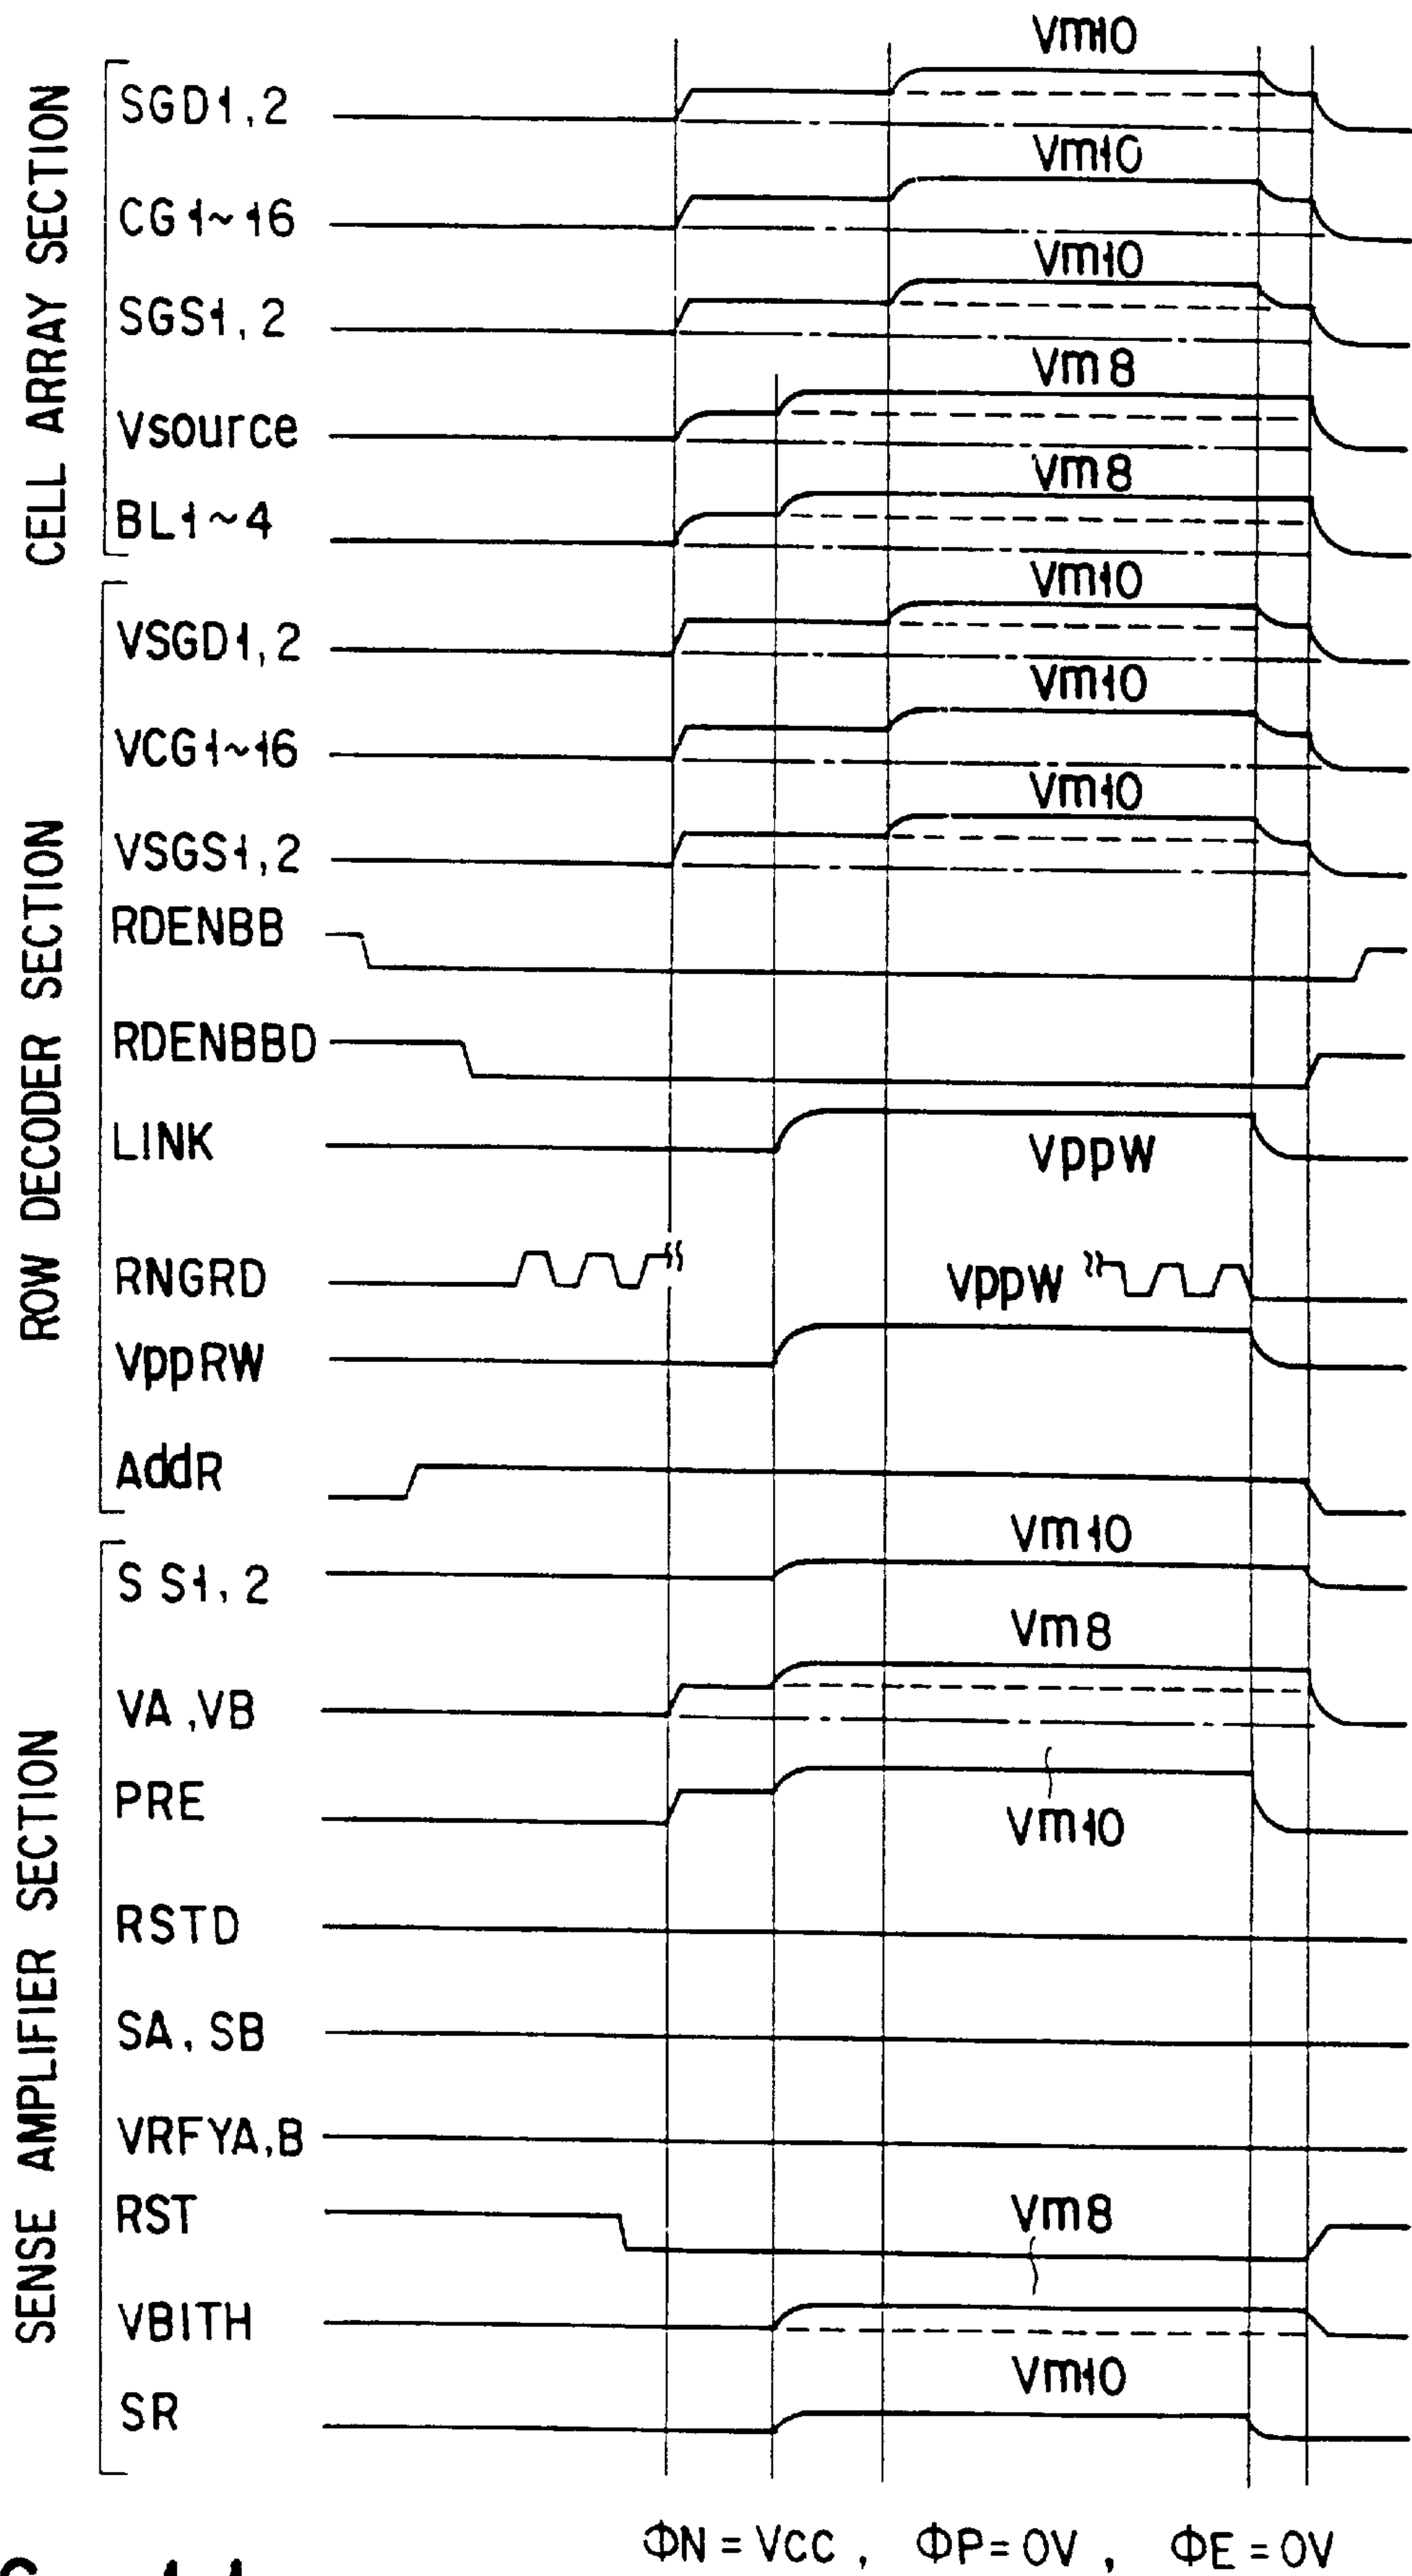 CELL ARRAY SECTION
Vm10
SGD1,2
Vm10
CG1~16
Vm10
SGS1,2
Vm8
Vsource
Vm8
BL1~4
ROW DECODER SECTION
Vm10
VSGD1,2
Vm10
VCG1~16
Vm10
VSGS1,2
RDENBB
RDENBBD
LINK
VppW
RNGRD
VppW
VppRW
AddR
SENSE AMPLIFIER SECTION
Vm10
SS1,2
Vm8
VA,VB
PRE
Vm10
RSTD
SA,SB
VRFYA,B
RST
Vm8
VBITH
Vm10
SR
ΦN=VCC, ΦP=0V, ΦE=0V